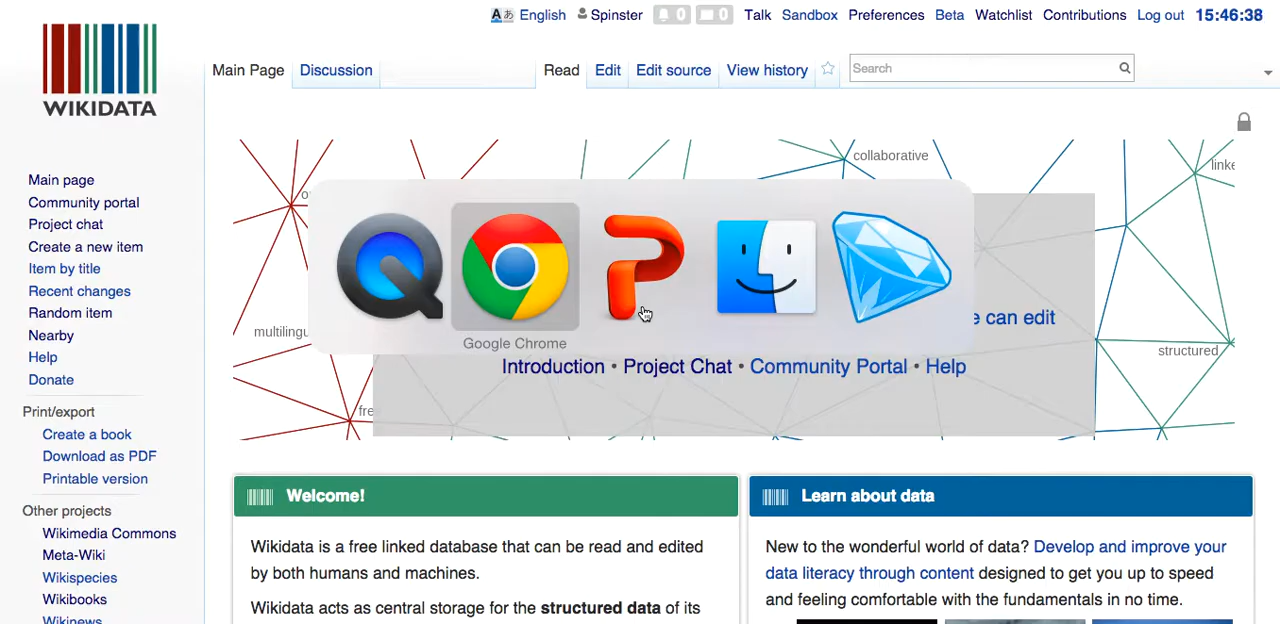 Aあ English Spinster 0 0 Talk Sandbox Preferences Beta Watchlist Contributions Log out 15:46:38
WIKIDATA
Main Page Discussion Read Edit Edit source View history Search
collaborative
multilingu
free
structured
Google Chrome
e can edit
Introduction • Project Chat • Community Portal • Help
Main page
Community portal
Project chat
Create a new item
Item by title
Recent changes
Random item
Nearby
Help
Donate
Print/export
Create a book
Download as PDF
Printable version
Other projects
Wikimedia Commons
Meta-Wiki
Wikispecies
Wikibooks
Wikinews
Welcome!
Wikidata is a free linked database that can be read and edited
by both humans and machines.
Wikidata acts as central storage for the structured data of its
Learn about data
New to the wonderful world of data? Develop and improve your
data literacy through content designed to get you up to speed
and feeling comfortable with the fundamentals in no time.